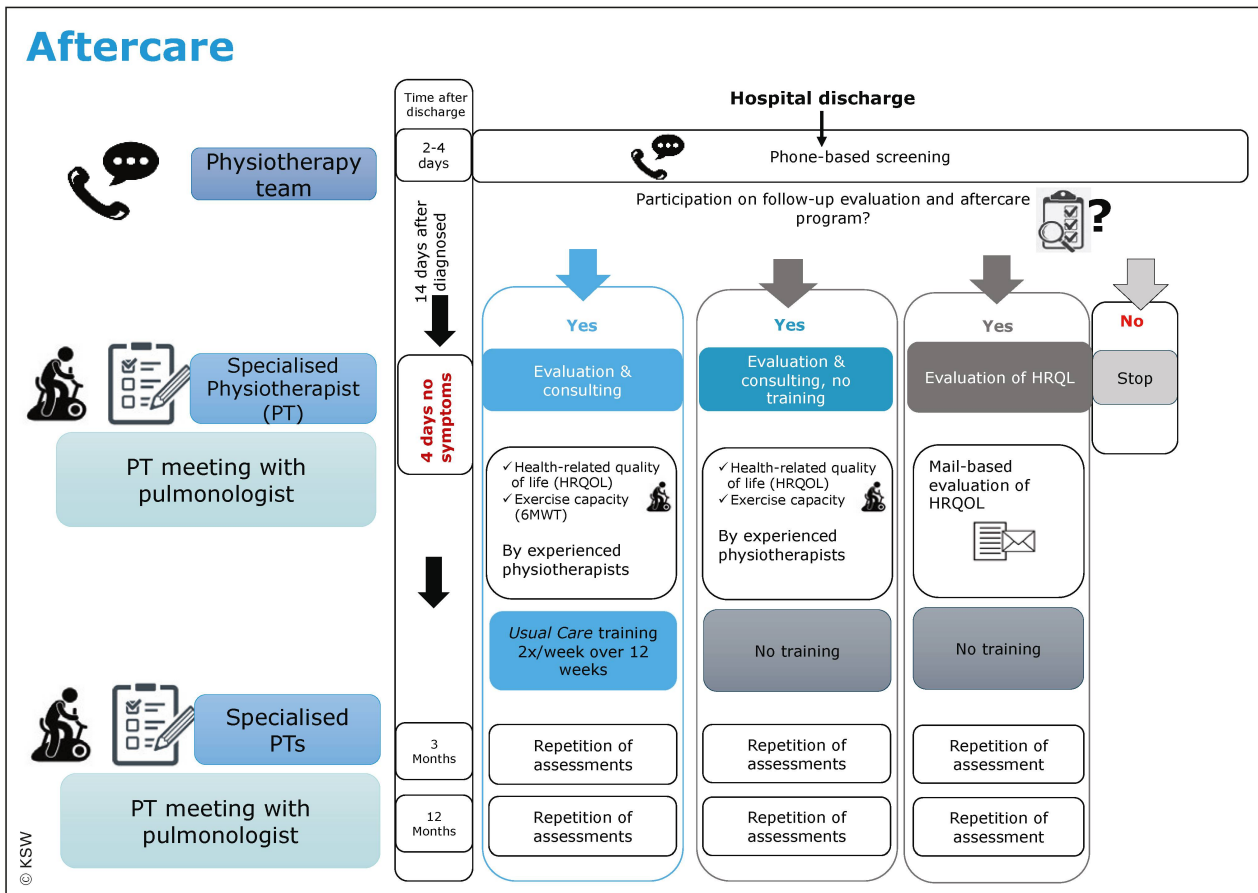 Aftercare
Time after
discharge
Hospital discharge
Physiotherapy
team
2-4
days
Phone-based screening
Participation on follow-up evaluation and aftercare
program?
?
14 days after
diagnosed
Yes
Yes
Yes
No
Specialised
Physiotherapist
(PT)
4 days no
symptoms
Evaluation &
consulting
Evaluation &
consulting, no
training
Evaluation of HRQL
Stop
PT meeting with
pulmonologist
✓ Health-related quality
of life (HRQOL)
✓ Exercise capacity
(6MWT)
By experienced
physiotherapists
✓ Health-related quality
of life (HRQOL)
✓ Exercise capacity
By experienced
physiotherapists
Mail-based
evaluation of
HRQOL
Usual Care training
2x/week over 12
weeks
No training
No training
Specialised
PTs
3
Months
Repetition of
assessments
Repetition of
assessments
Repetition of
assessment
PT meeting with
pulmonologist
12
Months
Repetition of
assessments
Repetition of
assessments
Repetition of
assessment
© KSW